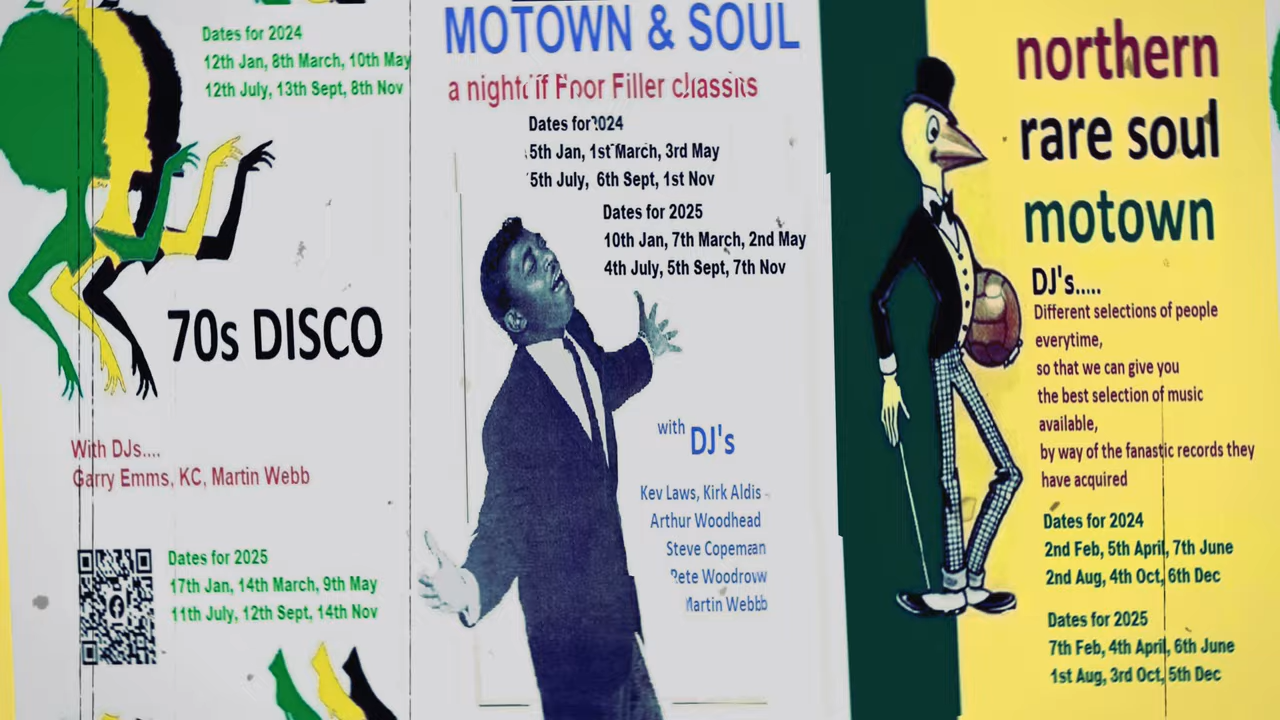 Dates for 2024
12th Jan, 8th March, 10th May
12th July, 13th Sept, 8th Nov
70s DISCO
With DJs....
Garry Emms, KC, Martin Webb
Dates for 2025
17th Jan, 14th March, 9th May
11th July, 12th Sept, 14th Nov
MOTOWN & SOUL
a night Filler
Dates for 2024
5th Jan, 1st March, 3rd May
5th July, 6th Sept, 1st Nov
Dates for 2025
10th Jan, 7th March, 2nd May
4th July, 5th Sept, 7th Nov
with DJ's
Kev Laws, Kirk Aldis
Arthur Woodhead
Steve Copeman
Pete Woodrow
Martin Webb
northern
rare soul
motown
DJ's.....
Different selections of people
everytime,
so that we can give you
the best selection of music
available,
by way of the fanastic records they
have acquired
Dates for 2024
2nd Feb, 5th April, 7th June
2nd Aug, 4th Oct, 6th Dec
Dates for 2025
7th Feb, 4th April, 6th June
1st Aug, 3rd Oct, 5th Dec